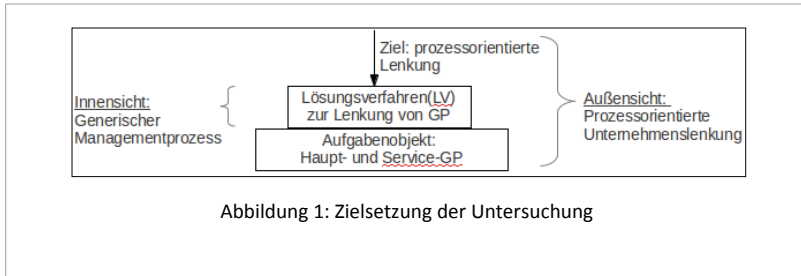 Ziel: prozessorientierte
Lenkung
Innensicht:
Generischer
Managementprozess
Lösungsverfahren(LV)
zur Lenkung von GP
Aufgabenobjekt:
Haupt- und Service-GP
Außensicht:
Prozessorientierte
Unternehmenslenkung
Abbildung 1: Zielsetzung der Untersuchung